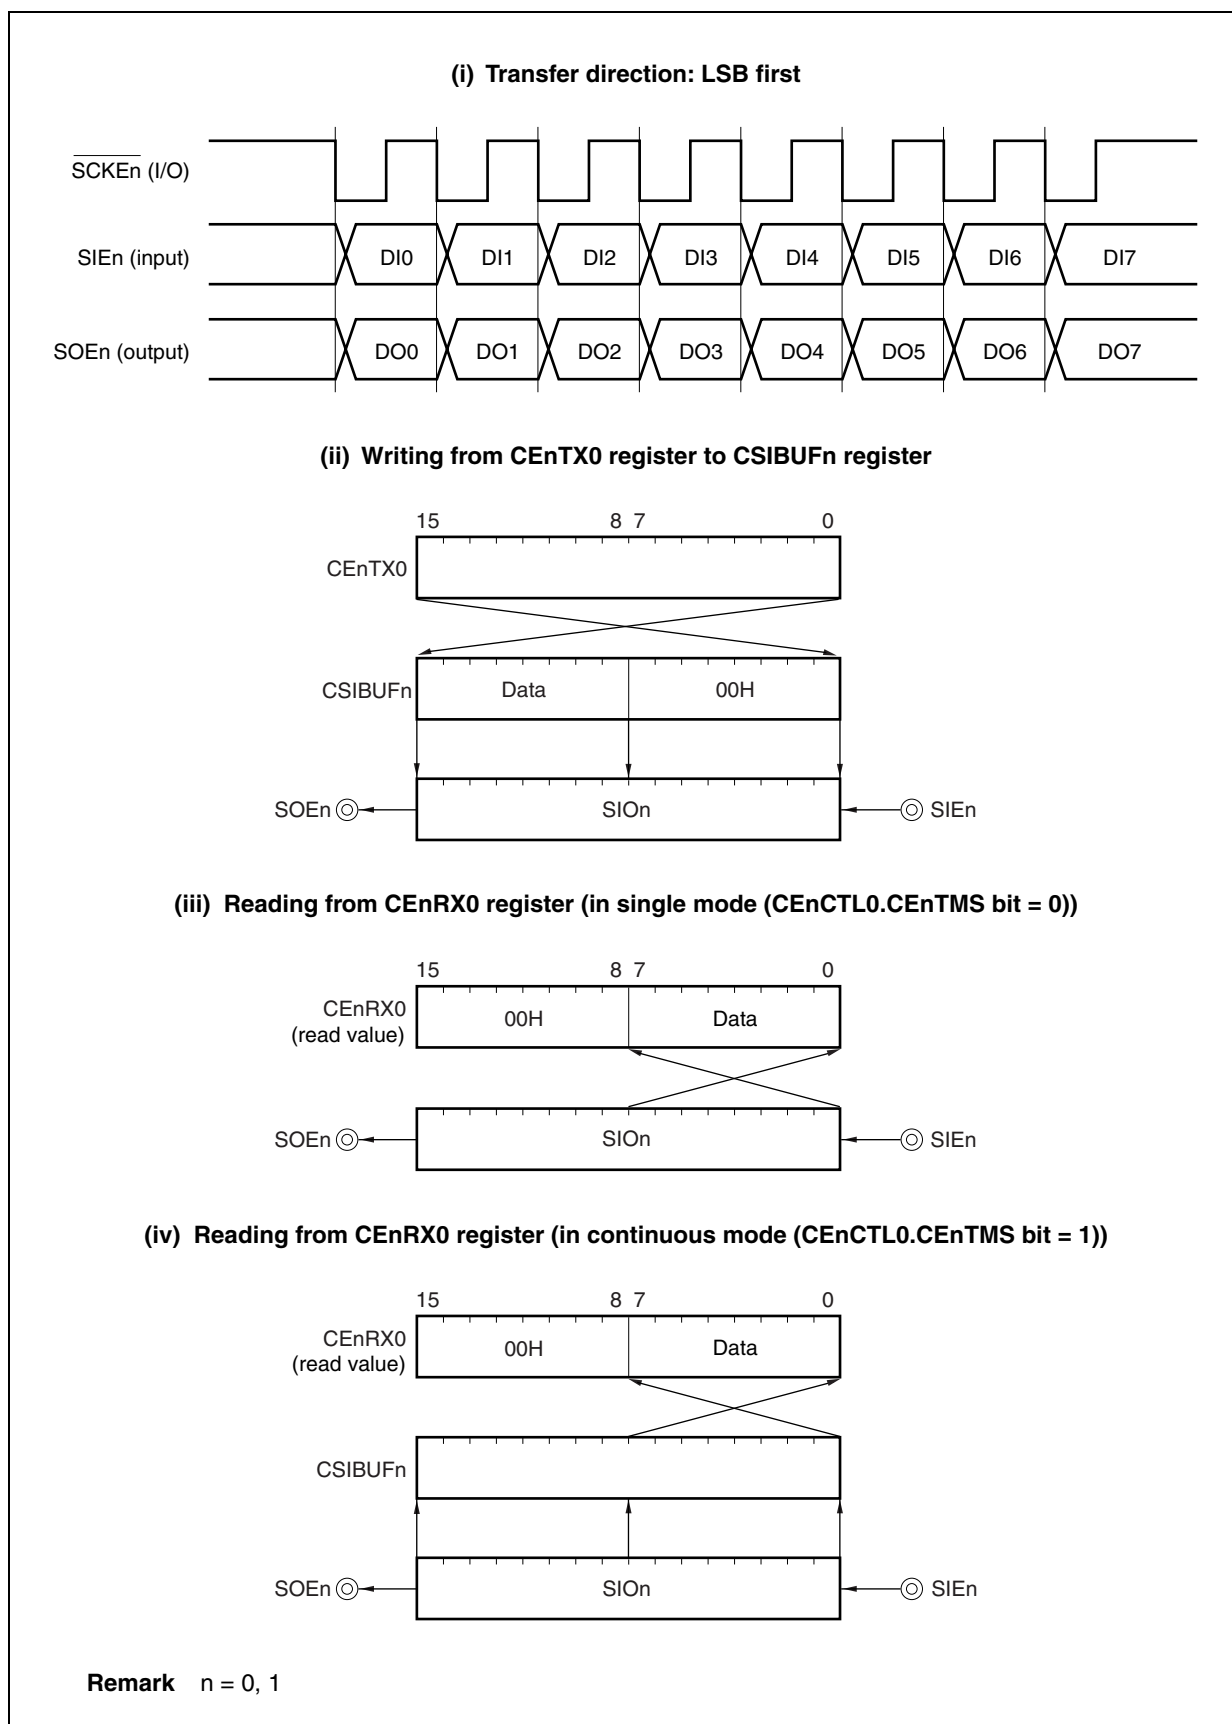 (i) Transfer direction: LSB first
SCKEn (I/O)
SIEn (input) DI0 DI1 DI2 DI3 DI4 DI5 DI6 DI7
SOEn (output) DO0 DO1 DO2 DO3 DO4 DO5 DO6 DO7
(ii) Writing from CEnTX0 register to CSIBUFn register
15 8 7 0
CEnTX0
CSIBUFn Data 00H
SOEn SIOn SIEn
(iii) Reading from CEnRX0 register (in single mode (CEnCTL0.CEnTMS bit = 0))
15 8 7 0
CEnRX0
(read value) 00H Data
SOEn SIOn SIEn
(iv) Reading from CEnRX0 register (in continuous mode (CEnCTL0.CEnTMS bit = 1))
15 8 7 0
CEnRX0
(read value) 00H Data
CSIBUFn
SOEn SIOn SIEn
Remark n = 0, 1